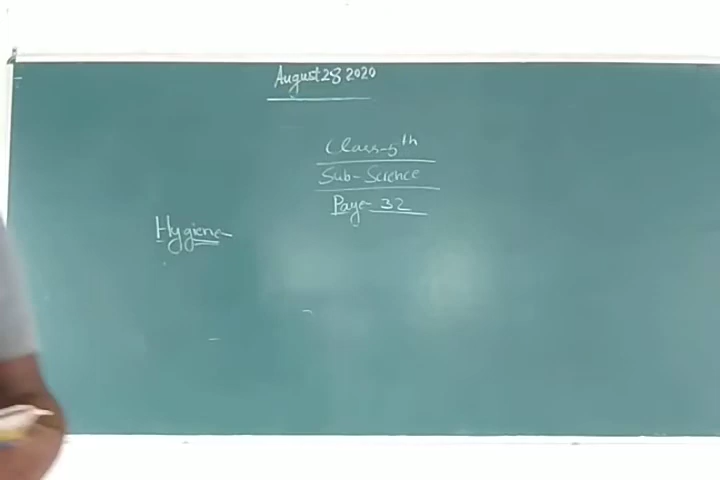 August 28 2020
Class-5th
Sub-Science
Page-32
Hygiene-